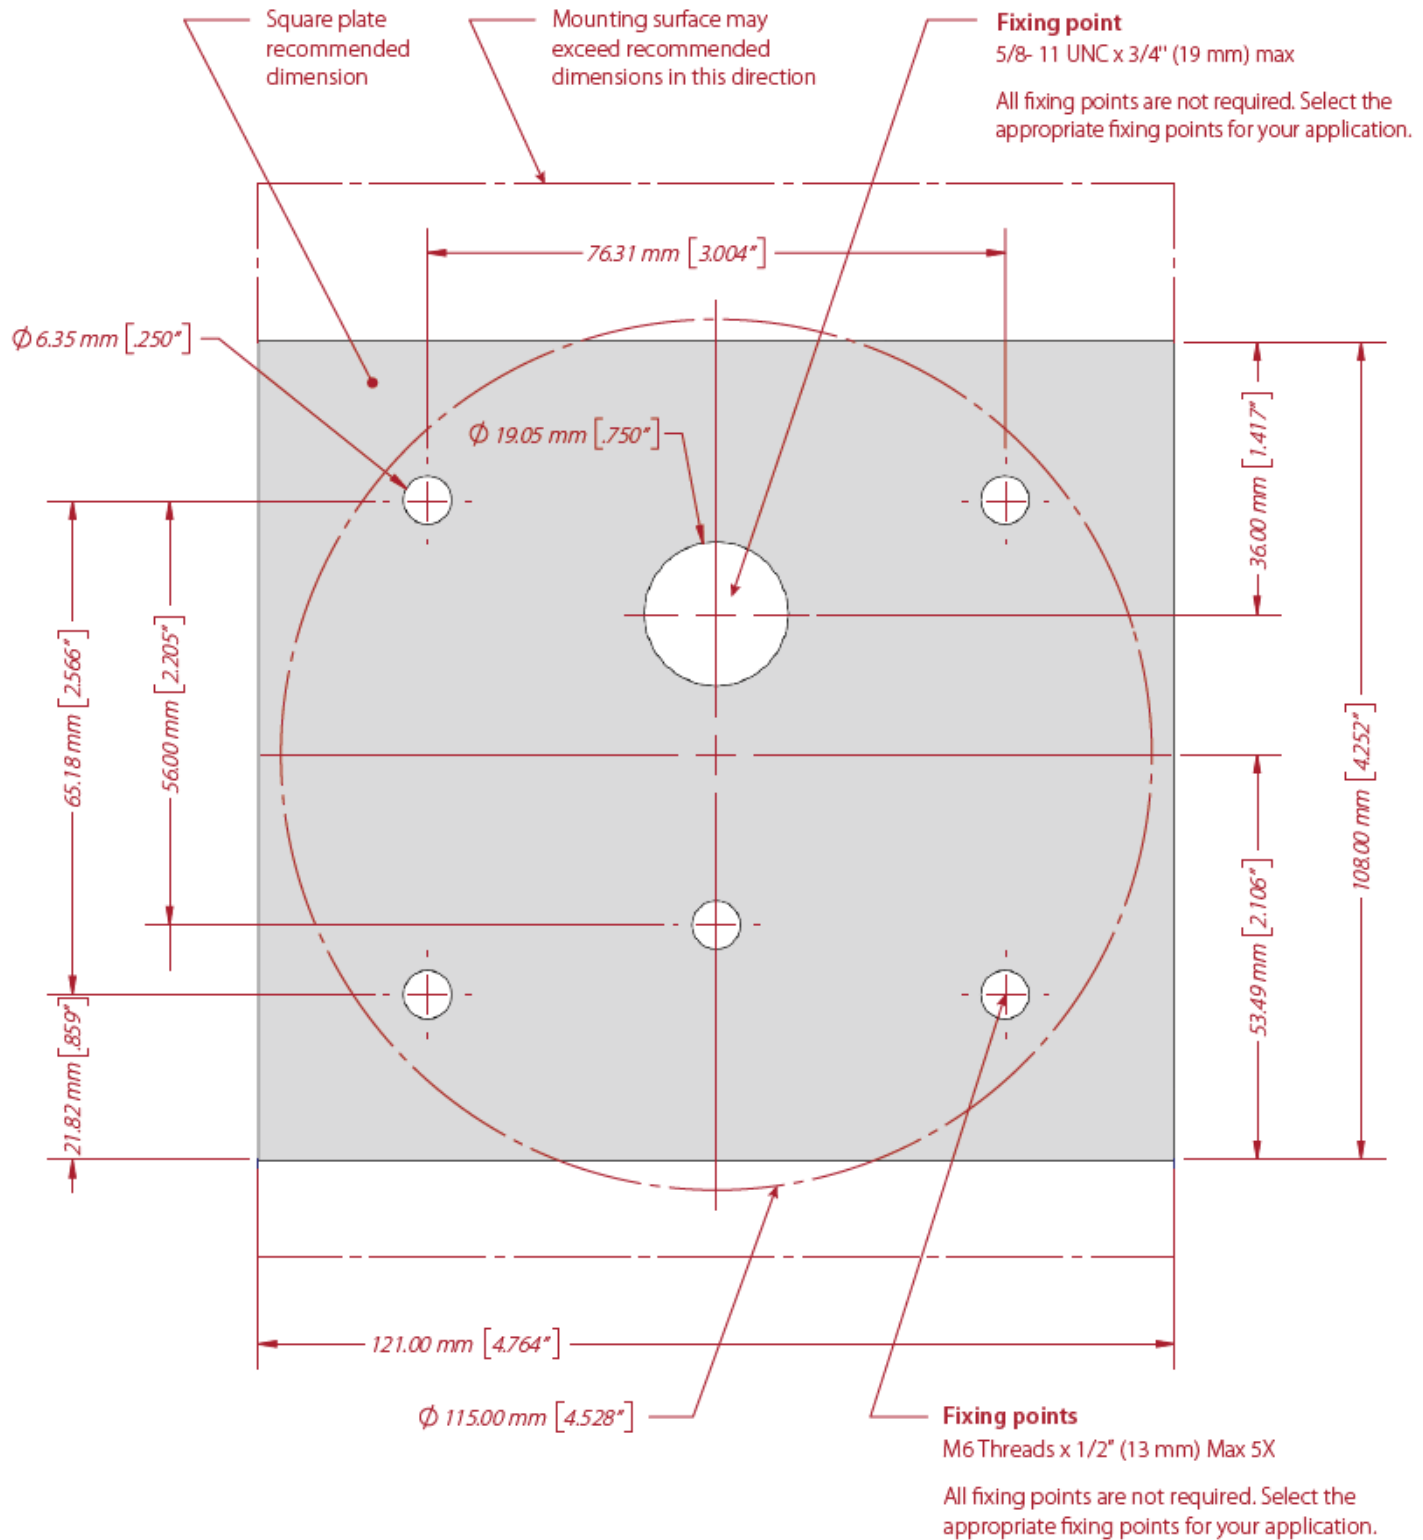 Square plate
recommended
dimension
Mounting surface may
exceed recommended
dimensions in this direction
Fixing point
5/8- 11 UNC x 3/4'' (19 mm) max
All fixing points are not required. Select the
appropriate fixing points for your application.
76.31 mm [3.004"]
Φ 6.35 mm [.250"]
Φ 19.05 mm [.750"]
36.00 mm [1.417"]
65.18 mm [2.566"]
56.00 mm [2.205"]
108.00 mm [4.252"]
53.49 mm [2.106"]
21.82 mm [.859"]
121.00 mm [4.764"]
Φ 115.00 mm [4.528"]
Fixing points
M6 Threads x 1/2" (13 mm) Max 5X
All fixing points are not required. Select the
appropriate fixing points for your application.